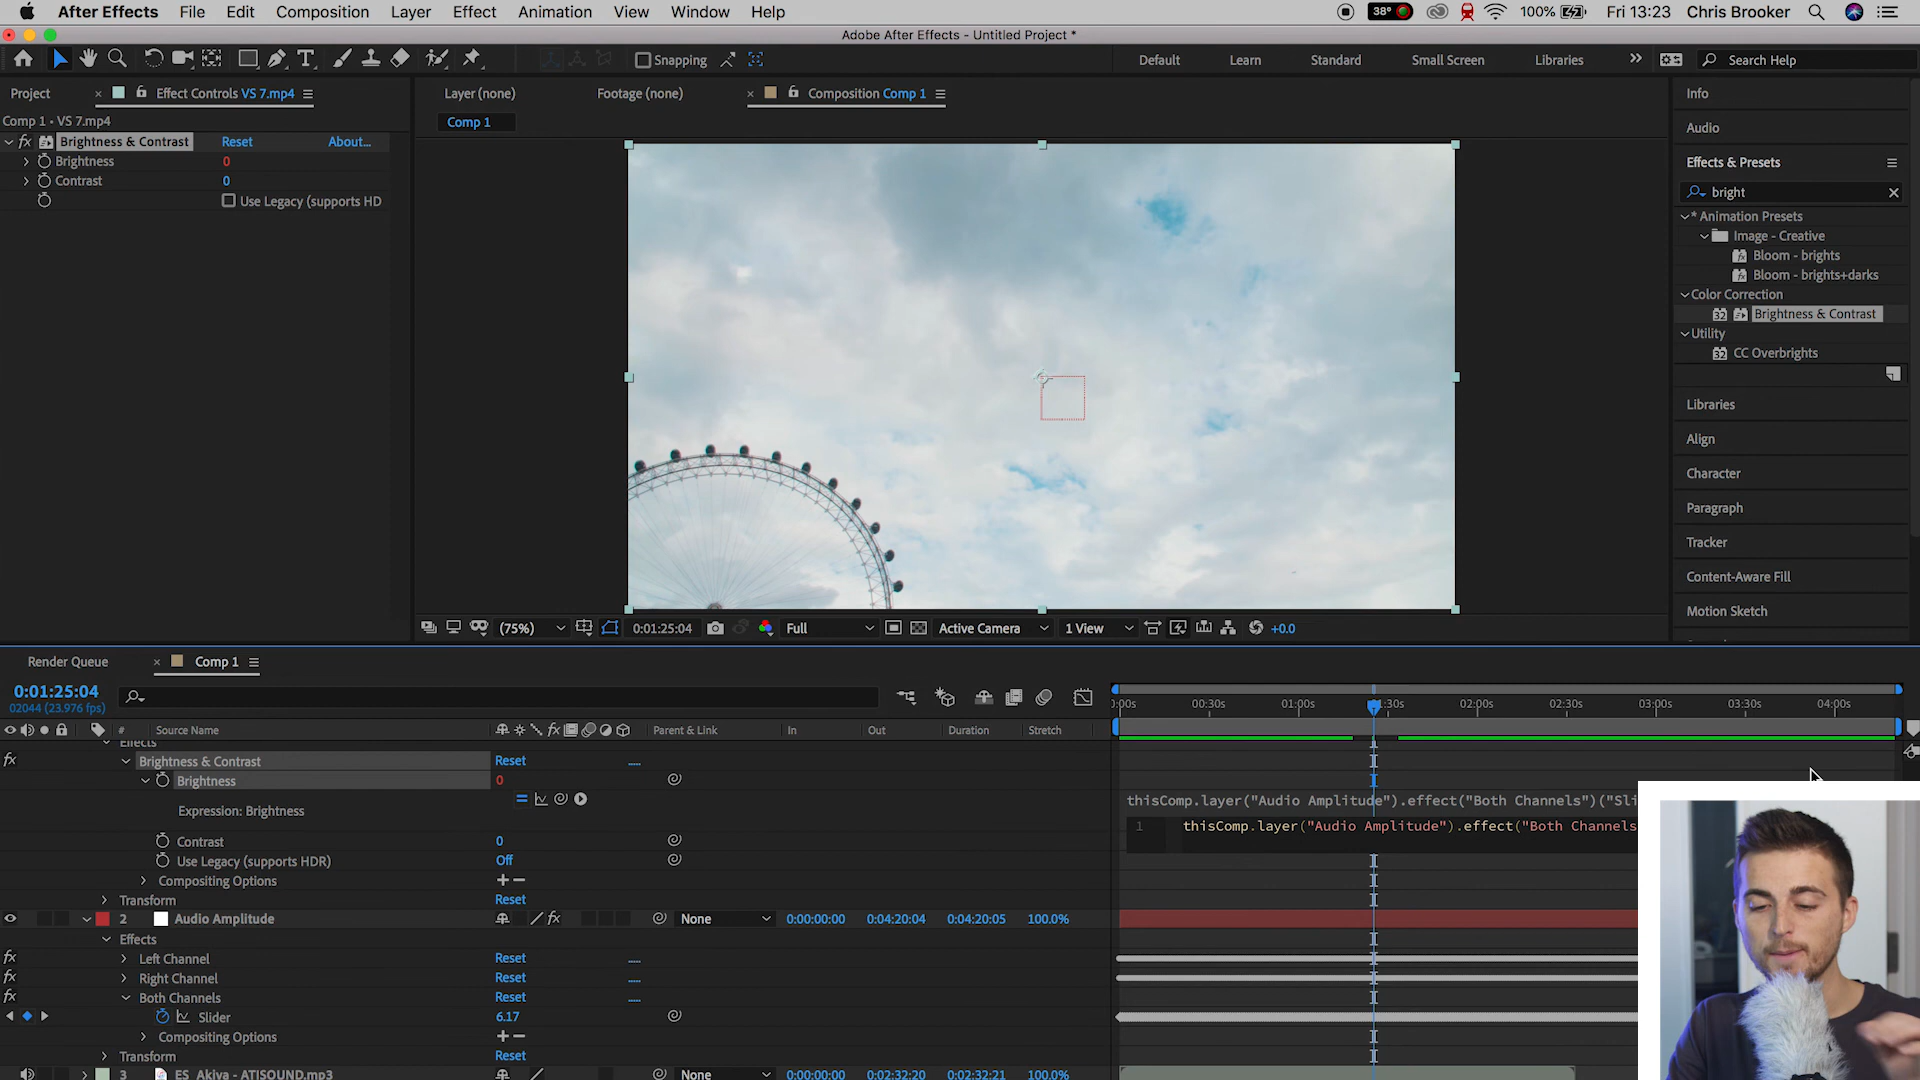 After Effects File Edit Composition Layer Effect Animation View Window Help 38° 100% Fri 13:23 Chris Brooker
Adobe After Effects - Untitled Project *
Snapping Default Learn Standard Small Screen Libraries Search Help
Project Effect Controls VS 7.mp4 Layer (none) Footage (none) Composition Comp 1
Comp 1 • VS 7.mp4
Comp 1
fx Brightness & Contrast Reset About...
Brightness 0
Contrast 0
Use Legacy (supports HD
Info
Audio
Effects & Presets
bright
* Animation Presets
Image - Creative
Bloom - brights
Bloom - brights+darks
Color Correction
32 Brightness & Contrast
Utility
32 CC Overbrights
Libraries
Align
Character
Paragraph
Tracker
Content-Aware Fill
Motion Sketch
(75%) 0:01:25:04 Full Active Camera 1 View +0.0
Render Queue Comp 1
0:01:25:04
02044 (23.976 fps)
0:00s 00:30s 01:00s 1:30s 02:00s 02:30s 03:00s 03:30s 04:00s
# Source Name fx Parent & Link In Out Duration Stretch
Effects
fx Brightness & Contrast Reset .....
Brightness 0
Expression: Brightness
thisComp.layer("Audio Amplitude").effect("Both Channels")("Sli
1 thisComp.layer("Audio Amplitude").effect("Both Channels
Contrast 0
Use Legacy (supports HDR) Off
Compositing Options +−
Transform Reset
2 Audio Amplitude fx None 0:00:00:00 0:04:20:04 0:04:20:05 100.0%
Effects
fx Left Channel Reset .....
fx Right Channel Reset .....
fx Both Channels Reset .....
Slider 6.17
Compositing Options +−
Transform Reset
3 ES_Akiva - ATISOUND.mp3 None 0:00:00:00 0:02:32:20 0:02:32:21 100.0%